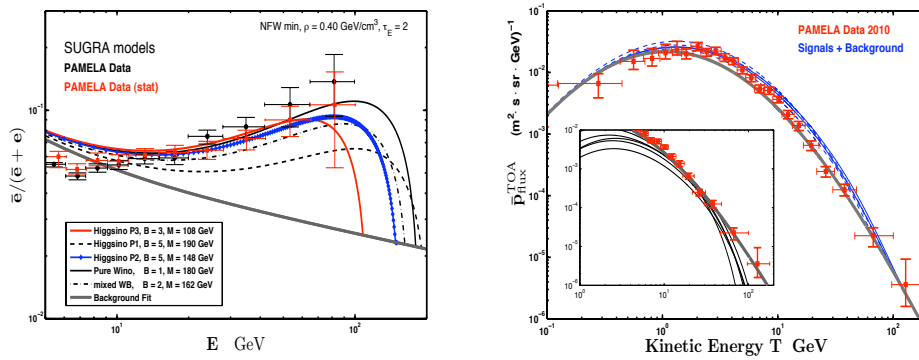 NFW min, ρ = 0.40 GeV/cm³, τ_E = 2
SUGRA models
PAMELA Data
PAMELA Data (stat)
ē/(ē + e)
10⁻¹
10⁻²
Higgsino P3, B = 3, M = 108 GeV
Higgsino P1, B = 5, M = 190 GeV
Higgsino P2, B = 5, M = 148 GeV
Pure Wino, B = 1, M = 180 GeV
mixed WB, B = 2, M = 162 GeV
Background Fit
10¹
10²
E GeV
PAMELA Data 2010
Signals + Background
p̄ TOA flux (m². s · sr · GeV)⁻¹
10⁰
10⁻¹
10⁻²
10⁻³
10⁻⁴
10⁻⁵
10⁻⁶
10⁻²
10⁻³
10⁻⁴
10⁻⁵
10⁻⁶
10⁰
10¹
10²
10⁻¹
10⁰
10¹
10²
Kinetic Energy T GeV